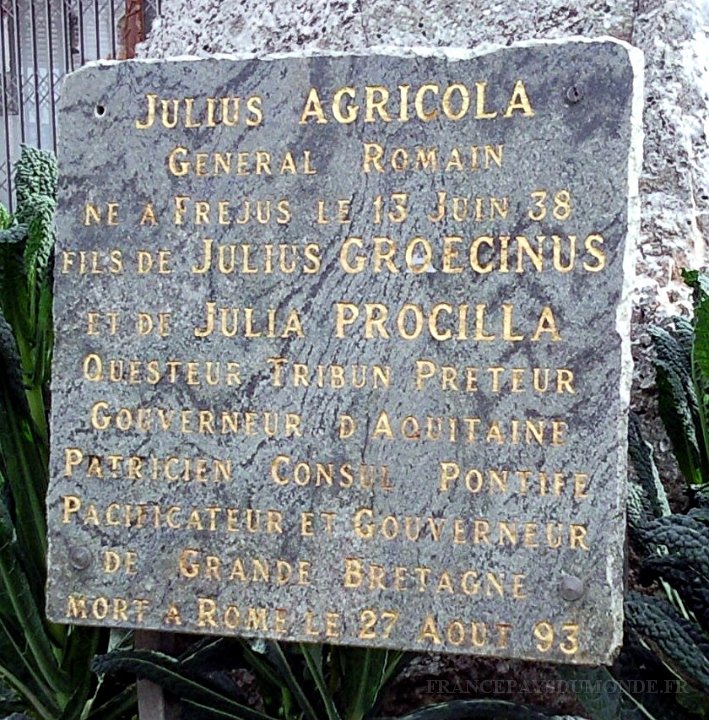 JULIUS AGRICOLA
GENERAL ROMAIN
NE A FREJUS LE 13 JUIN 38
FILS DE JULIUS GROECINUS
ET DE JULIA PROCILLA
QUESTEUR TRIBUN PRETEUR
GOUVERNEUR D AQUITAINE
PATRICIEN CONSUL PONTIFE
PACIFICATEUR ET GOUVERNEUR
DE GRANDE BRETAGNE
MORT A ROME LE 27 AOUT 93
FRANCEPAYSDUMONDE.FR